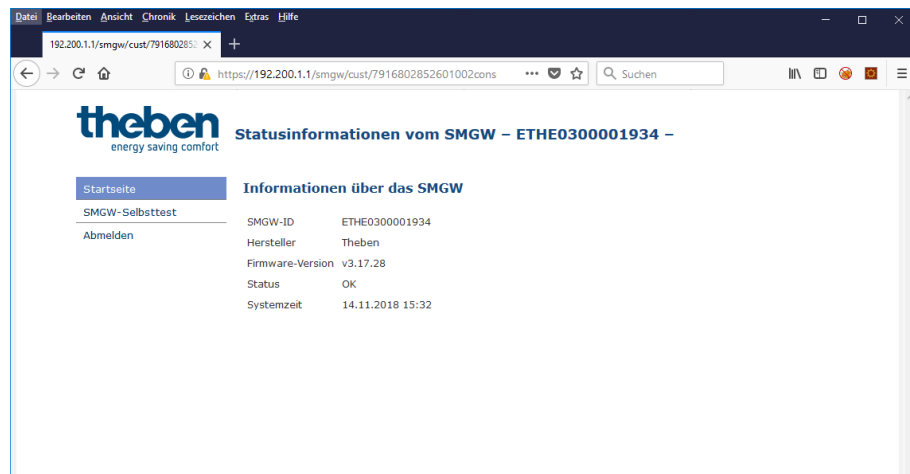 Datei Bearbeiten Ansicht Chronik Lesezeichen Extras Hilfe
192.200.1.1/smgw/cust/791680285
https://192.200.1.1/smgw/cust/7916802852601002cons
Suchen
theben
energy saving comfort
Statusinformationen vom SMGW – ETHE0300001934 –
Startseite
SMGW-Selbsttest
Abmelden
Informationen über das SMGW
SMGW-ID ETHE0300001934
Hersteller Theben
Firmware-Version v3.17.28
Status OK
Systemzeit 14.11.2018 15:32